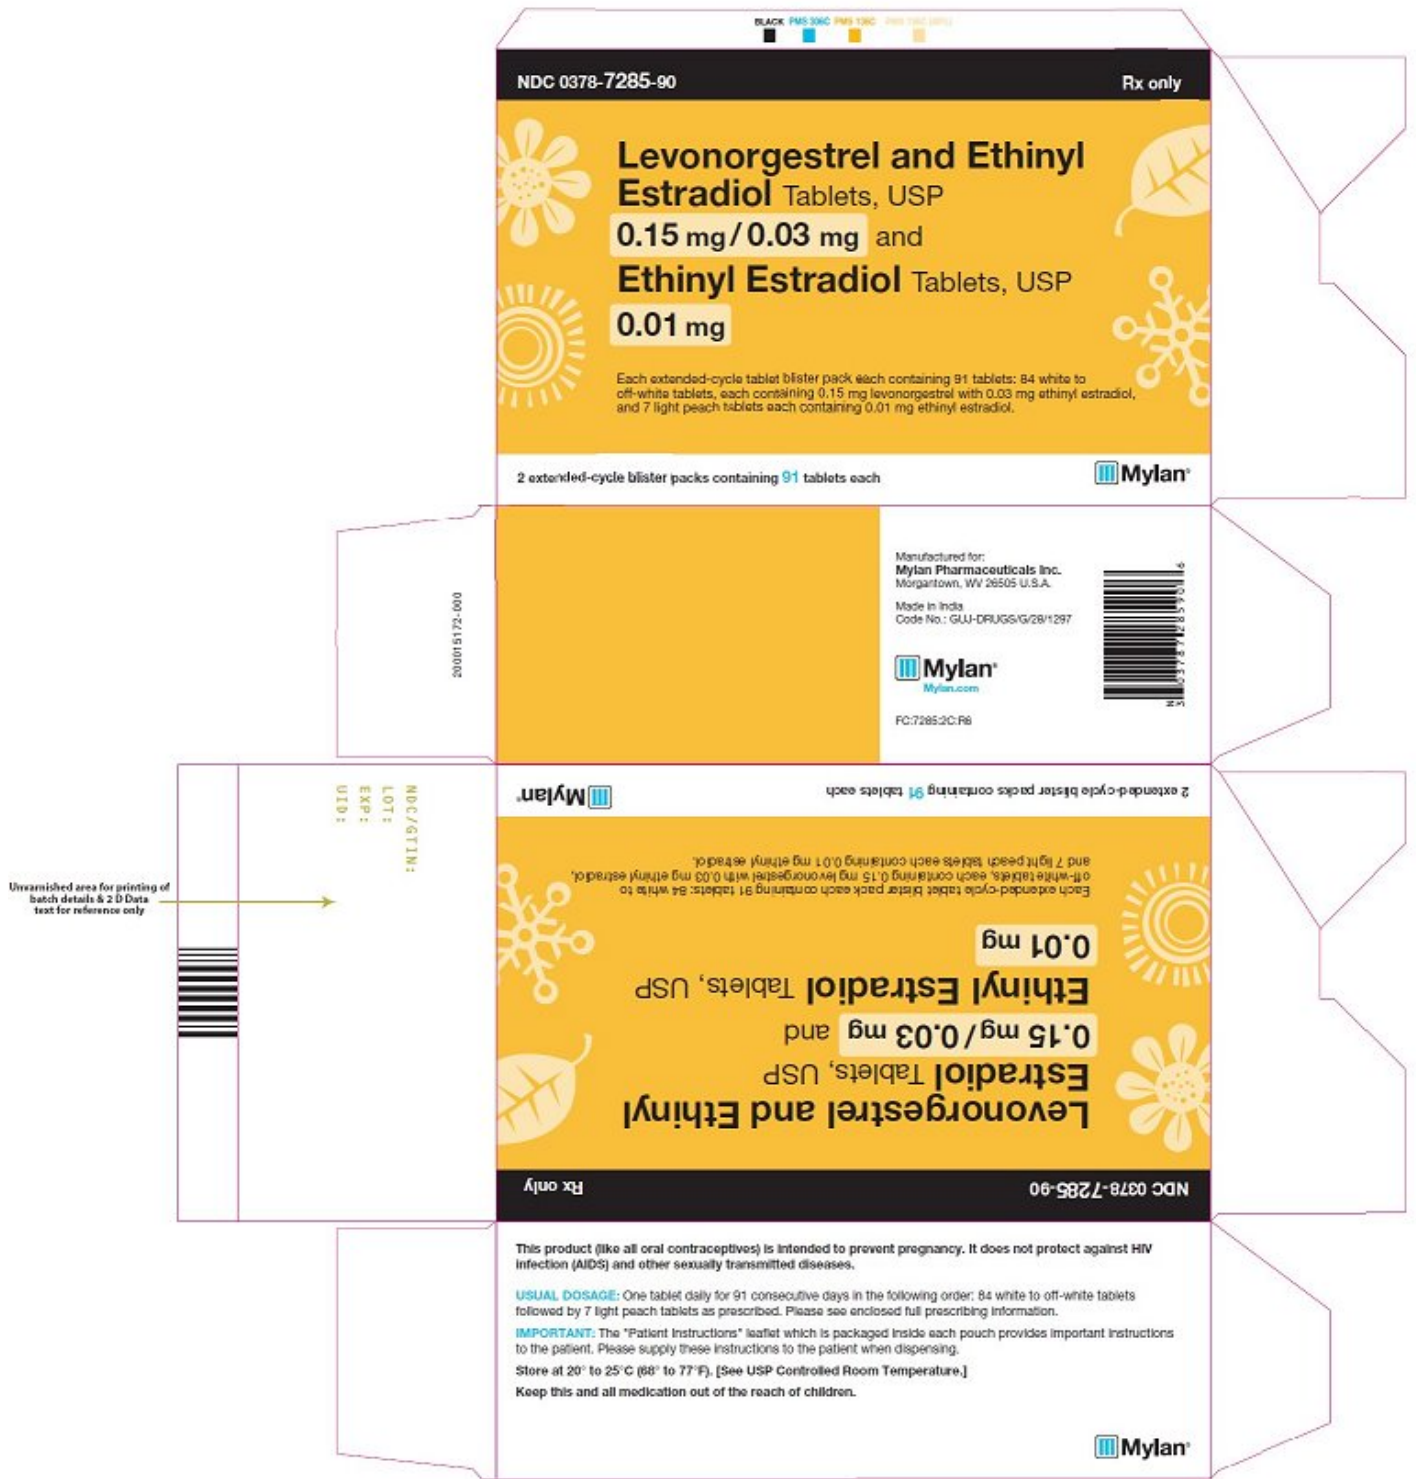 BLACK PMS 306C PMS 136C
NDC 0378-7285-90 Rx only
Levonorgestrel and Ethinyl
Estradiol Tablets, USP
0.15 mg/0.03 mg and
Ethinyl Estradiol Tablets, USP
0.01 mg
Each extended-cycle tablet blister pack each containing 91 tablets: 84 white to
off-white tablets, each containing 0.15 mg levonorgestrel with 0.03 mg ethinyl estradiol,
and 7 light peach tablets each containing 0.01 mg ethinyl estradiol.
2 extended-cycle blister packs containing 91 tablets each
Mylan®
200015172-000
Manufactured for:
Mylan Pharmaceuticals Inc.
Morgantown, WV 26505 U.S.A.
Made in India
Code No.: GUJ-DRUGS/G/28/1297
Mylan®
Mylan.com
FC:7285:2C:R6
N
3 0378 7 28590 6
NDC/GTIN:
LOT:
EXP:
UID:
Unvarnished area for printing of
batch details & 2 D Data
text for reference only
NDC 0378-7285-90 Rx only
Levonorgestrel and Ethinyl
Estradiol Tablets, USP
0.15 mg/0.03 mg and
Ethinyl Estradiol Tablets, USP
0.01 mg
Each extended-cycle tablet blister pack each containing 91 tablets: 84 white to
off-white tablets, each containing 0.15 mg levonorgestrel with 0.03 mg ethinyl estradiol,
and 7 light peach tablets each containing 0.01 mg ethinyl estradiol.
2 extended-cycle blister packs containing 91 tablets each
Mylan®
This product (like all oral contraceptives) is intended to prevent pregnancy. It does not protect against HIV
infection (AIDS) and other sexually transmitted diseases.
USUAL DOSAGE: One tablet daily for 91 consecutive days in the following order: 84 white to off-white tablets
followed by 7 light peach tablets as prescribed. Please see enclosed full prescribing information.
IMPORTANT: The "Patient Instructions" leaflet which is packaged inside each pouch provides important instructions
to the patient. Please supply these instructions to the patient when dispensing.
Store at 20° to 25°C (68° to 77°F). [See USP Controlled Room Temperature.]
Keep this and all medication out of the reach of children.
Mylan®